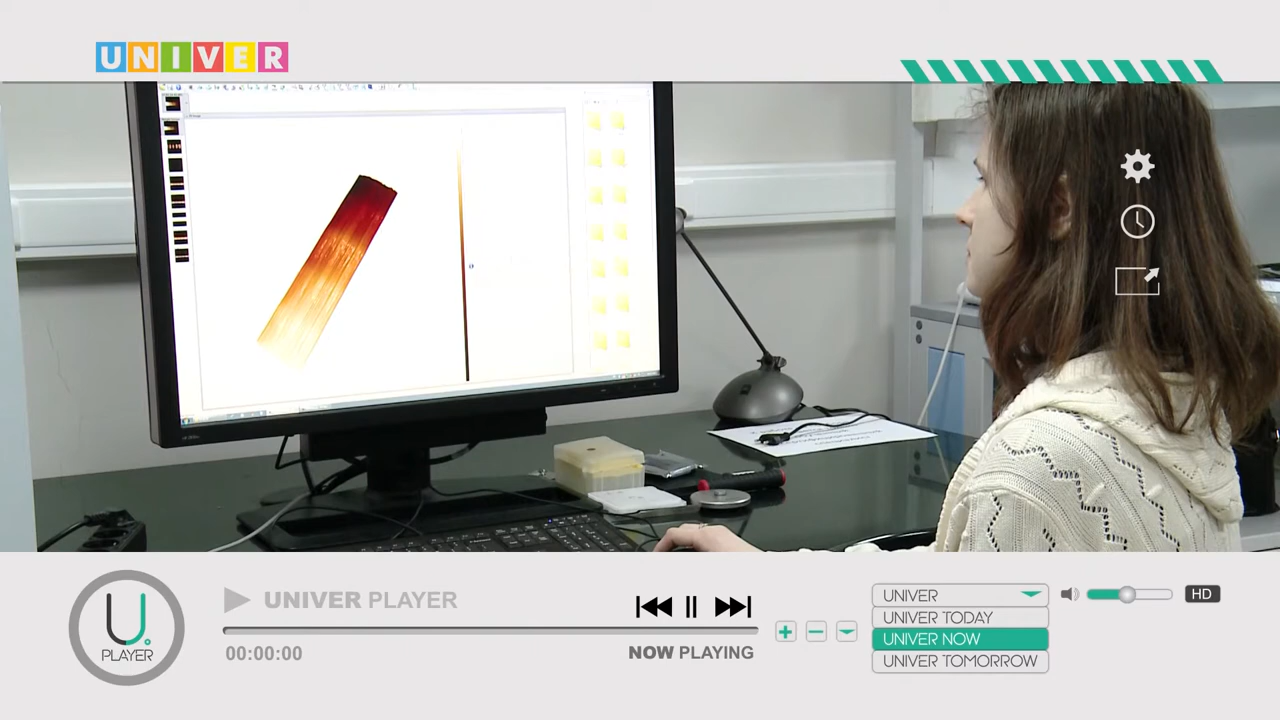 UNIVER
U.
PLAYER
UNIVER PLAYER
00:00:00
NOW PLAYING
UNIVER
UNIVER TODAY
UNIVER NOW
UNIVER TOMORROW
HD